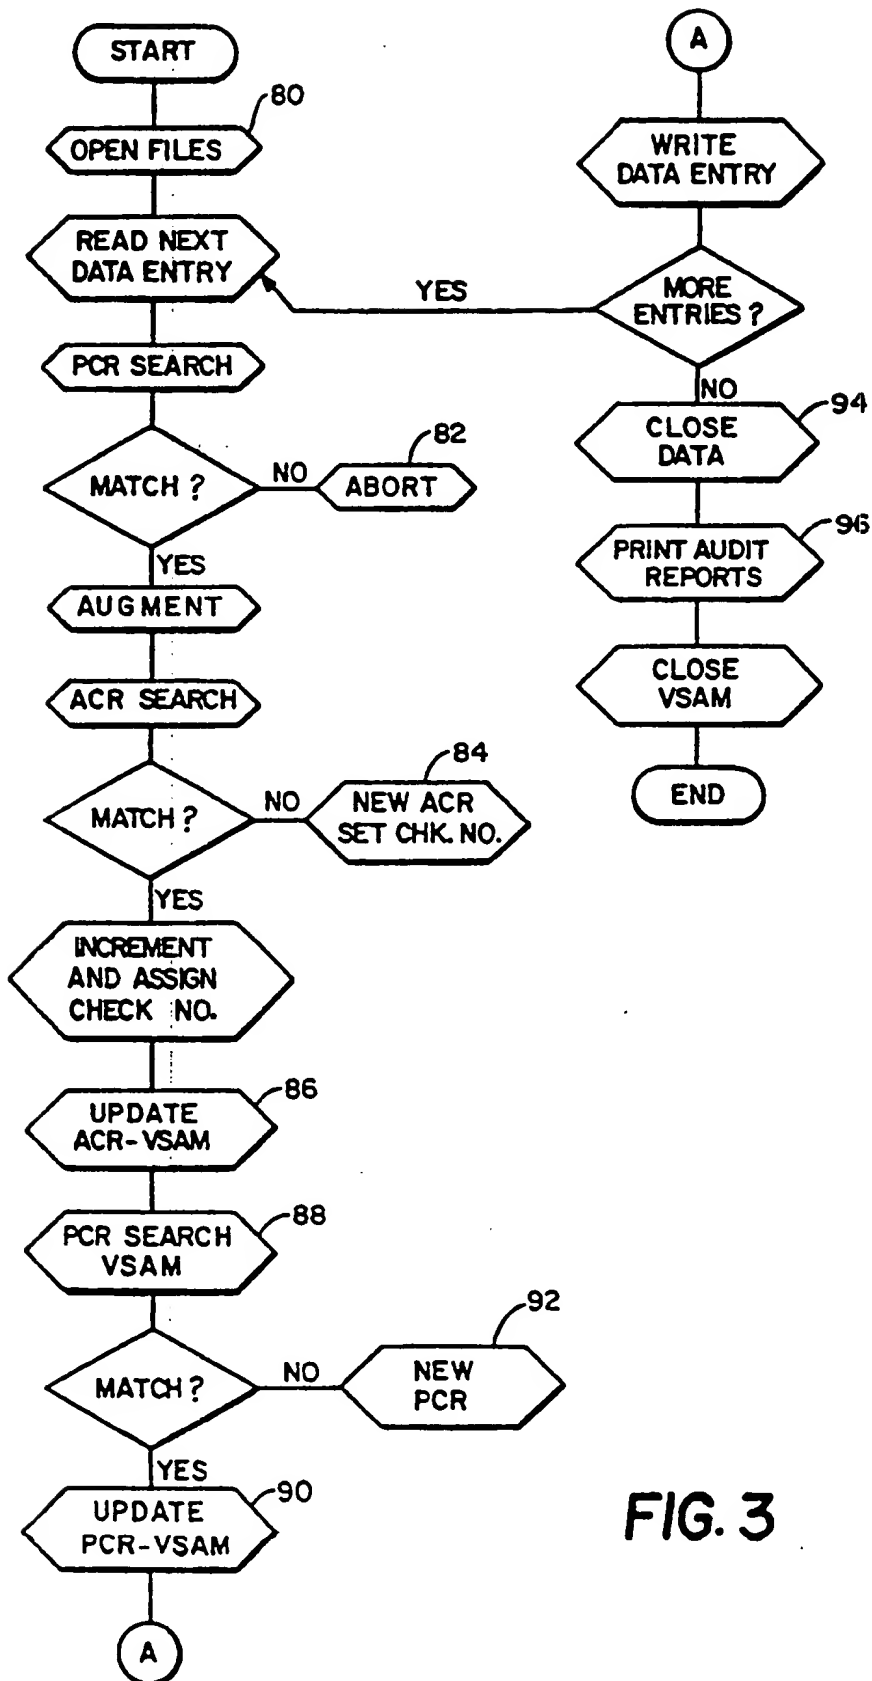 START
80
OPEN FILES
READ NEXT
DATA ENTRY
PCR SEARCH
MATCH?
NO
82
ABORT
YES
AUGMENT
ACR SEARCH
MATCH?
NO
84
NEW ACR
SET CHK. NO.
YES
INCREMENT
AND ASSIGN
CHECK NO.
86
UPDATE
ACR-VSAM
88
PCR SEARCH
VSAM
MATCH?
NO
92
NEW
PCR
YES
90
UPDATE
PCR-VSAM
A
A
WRITE
DATA ENTRY
MORE
ENTRIES?
YES
NO
94
CLOSE
DATA
96
PRINT AUDIT
REPORTS
CLOSE
VSAM
END
FIG. 3